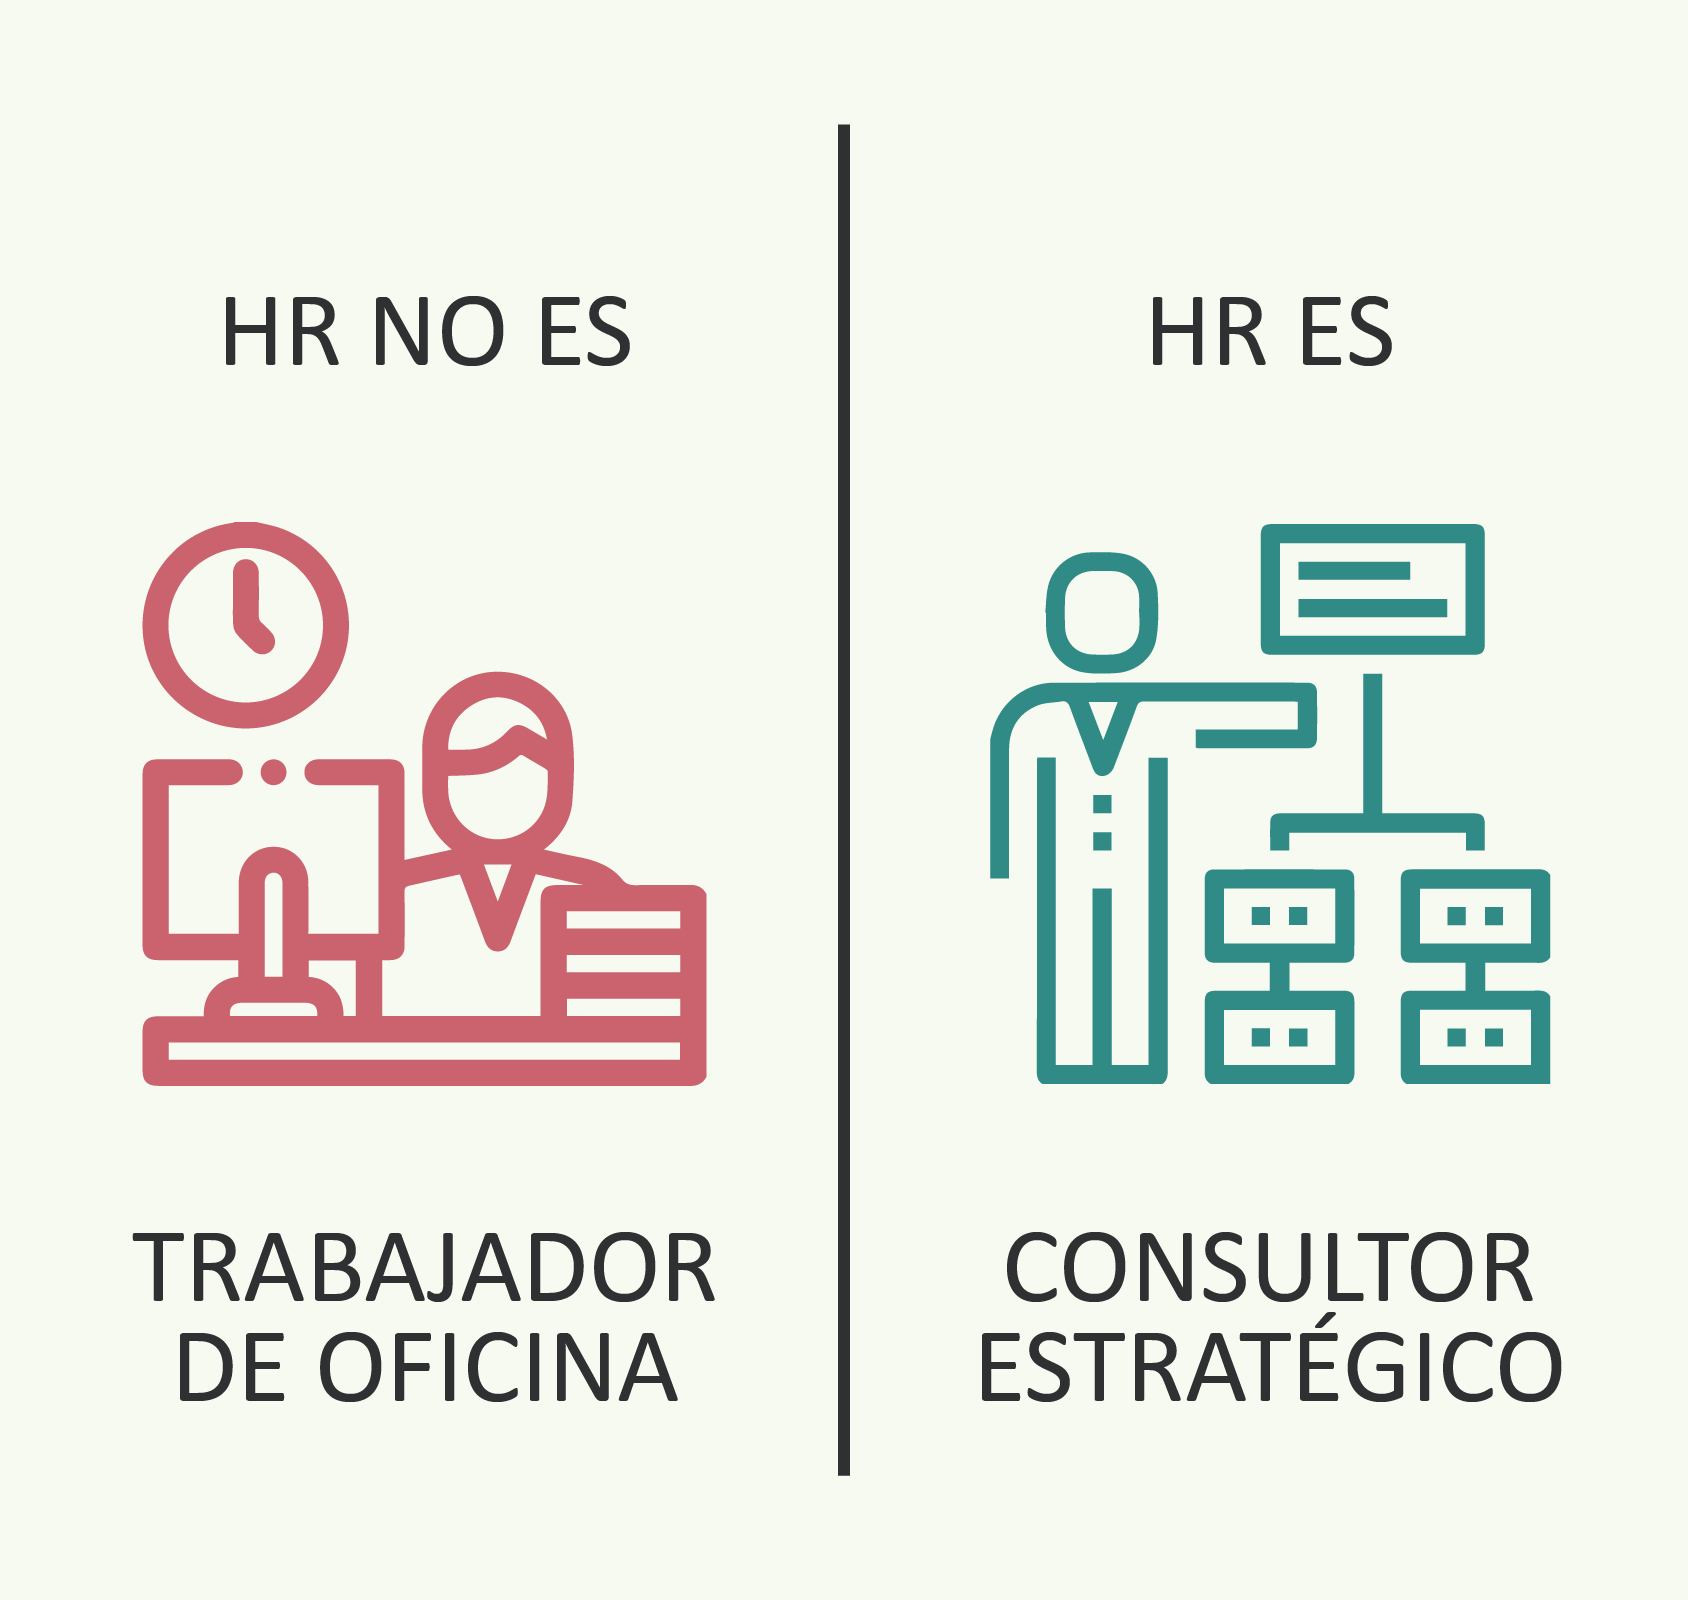 HR NO ES
TRABAJADOR
DE OFICINA
HR ES
CONSULTOR
ESTRATÉGICO